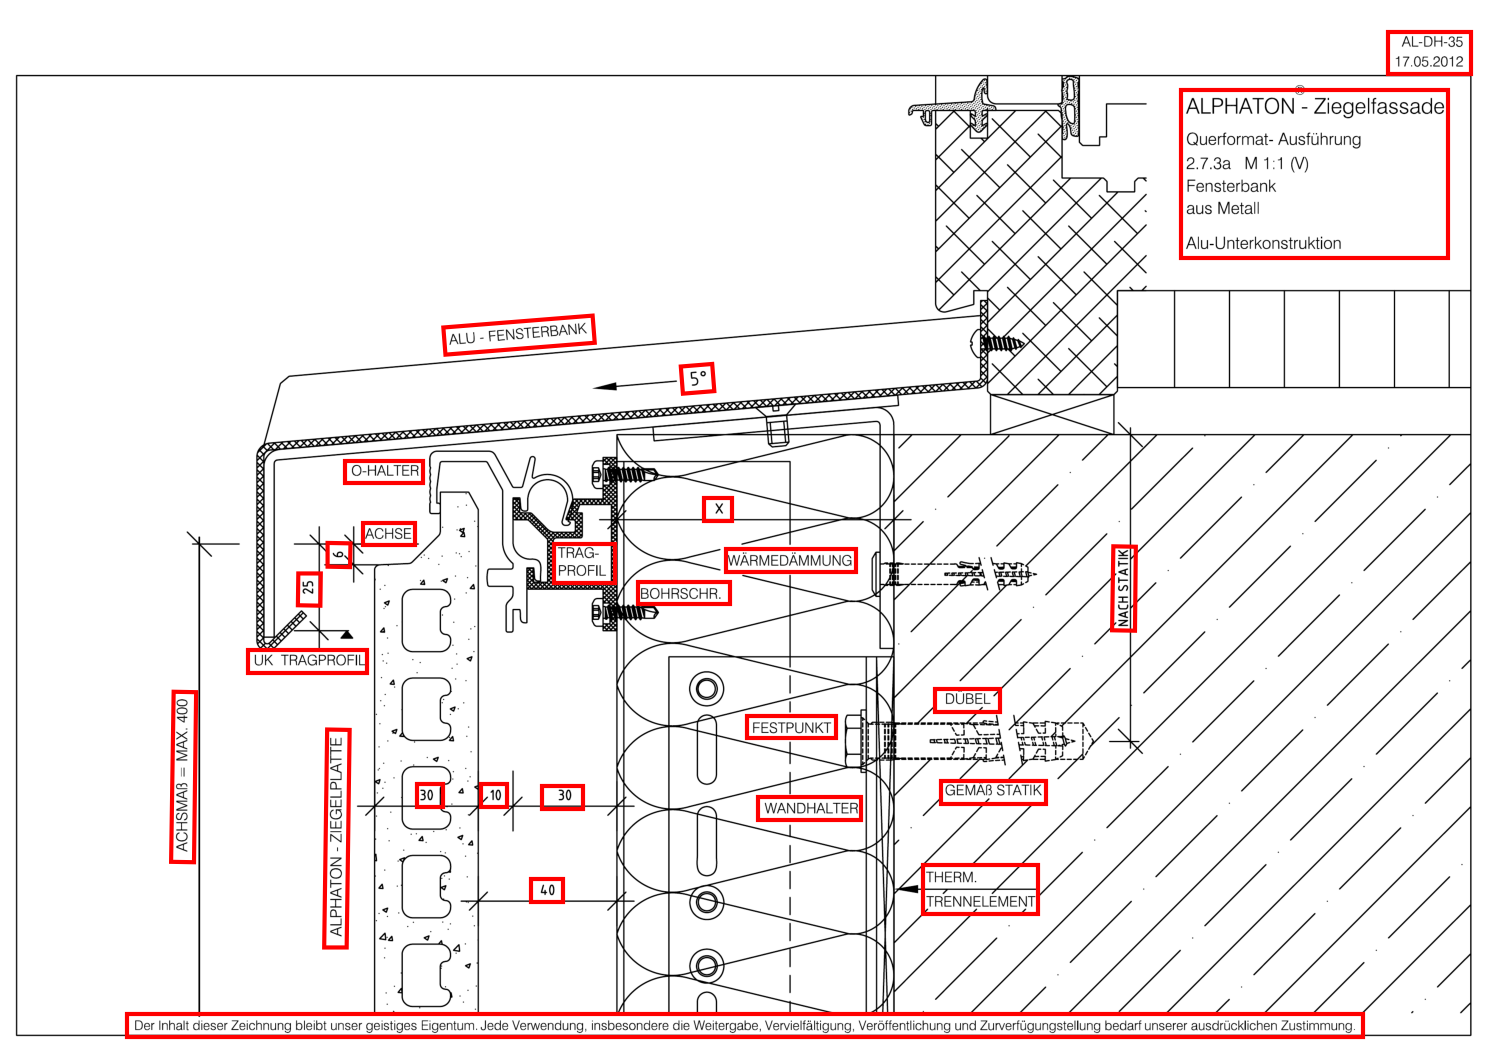 AL-DH-35
17.05.2012
ALPHATON® - Ziegelfassade
Querformat- Ausführung
2.7.3a M 1:1 (V)
Fensterbank
aus Metall
Alu-Unterkonstruktion
ALU - FENSTERBANK
5°
O-HALTER
X
ACHSE
6
TRAG-
PROFIL
WÄRMEDÄMMUNG
25
BOHRSCHR.
NACH STATIK
UK TRAGPROFIL
DÜBEL
ACHSMAß = MAX. 400
FESTPUNKT
ALPHATON - ZIEGELPLATTE
30
10
30
GEMAß STATIK
WANDHALTER
40
THERM.
TRENNELEMENT
Der Inhalt dieser Zeichnung bleibt unser geistiges Eigentum. Jede Verwendung, insbesondere die Weitergabe, Vervielfältigung, Veröffentlichung und Zurverfügungstellung bedarf unserer ausdrücklichen Zustimmung.